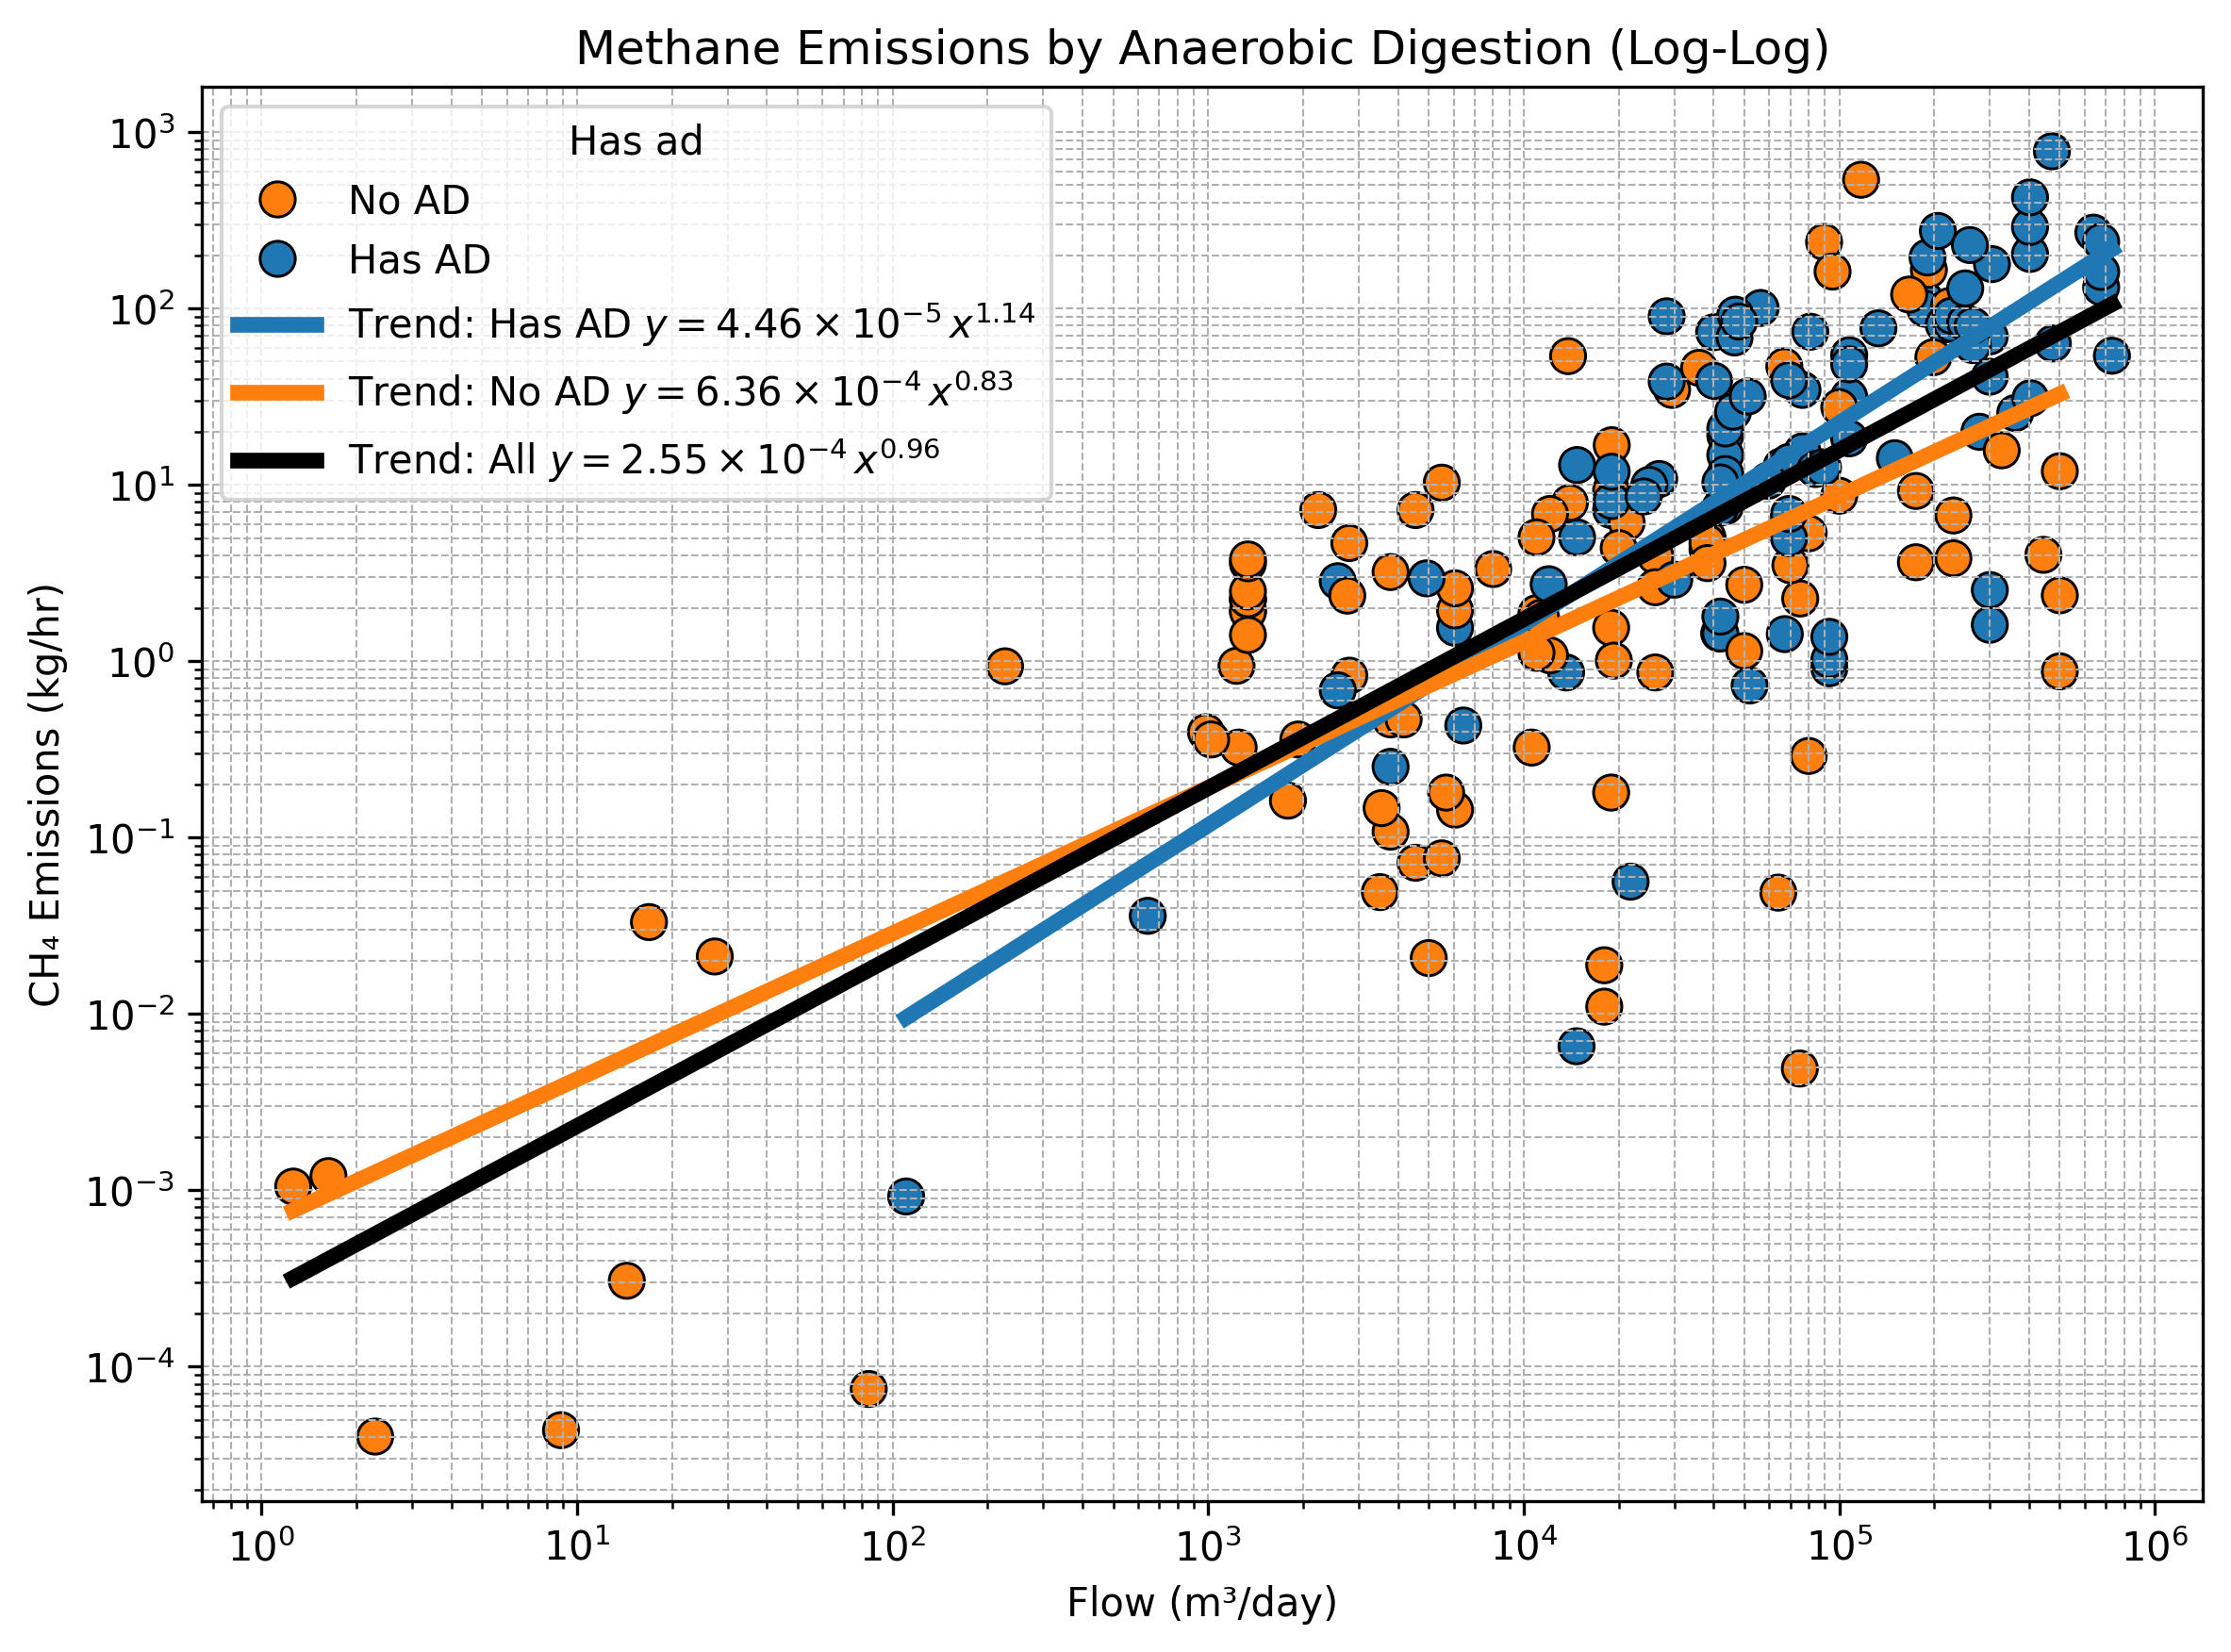 Methane Emissions by Anaerobic Digestion (Log-Log)
Has ad
No AD
Has AD
Trend: Has AD y = 4.46 × 10⁻⁵ x¹·¹⁴
Trend: No AD y = 6.36 × 10⁻⁴ x⁰·⁸³
Trend: All y = 2.55 × 10⁻⁴ x⁰·⁹⁶
CH₄ Emissions (kg/hr)
10³
10²
10¹
10⁰
10⁻¹
10⁻²
10⁻³
10⁻⁴
10⁰ 10¹ 10² 10³ 10⁴ 10⁵ 10⁶
Flow (m³/day)